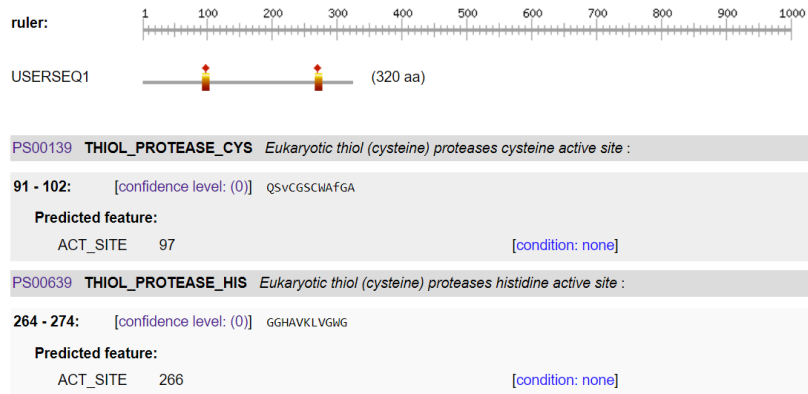 1 100 200 300 400 500 600 700 800 900 1000
ruler:
USERSEQ1 (320 aa)
PS00139 THIOL_PROTEASE_CYS Eukaryotic thiol (cysteine) proteases cysteine active site :
91 - 102: [confidence level: (0)] QSvCGSCWAfGA
Predicted feature:
ACT_SITE 97 [condition: none]
PS00639 THIOL_PROTEASE_HIS Eukaryotic thiol (cysteine) proteases histidine active site :
264 - 274: [confidence level: (0)] GGHAVKLVGWG
Predicted feature:
ACT_SITE 266 [condition: none]